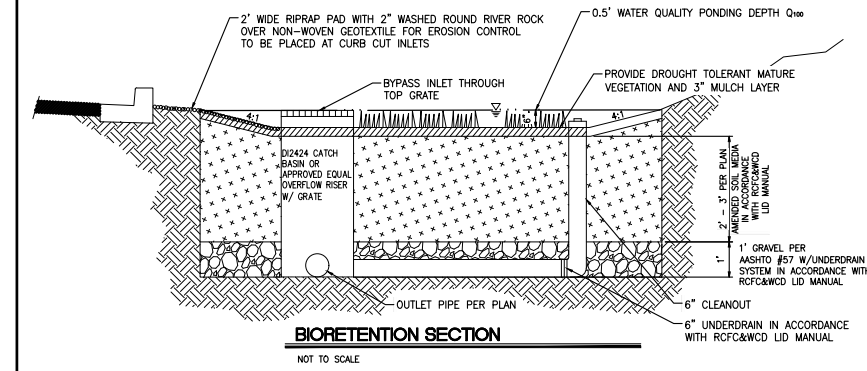 2' WIDE RIPRAP PAD WITH 2" WASHED ROUND RIVER ROCK
OVER NON-WOVEN GEOTEXTILE FOR EROSION CONTROL
TO BE PLACED AT CURB CUT INLETS
0.5' WATER QUALITY PONDING DEPTH Q100
BYPASS INLET THROUGH
TOP GRATE
PROVIDE DROUGHT TOLERANT MATURE
VEGETATION AND 3" MULCH LAYER
4:1
6"
4:1
DI2424 CATCH
BASIN OR
APPROVED EQUAL
OVERFLOW RISER
W/ GRATE
2' - 3' PER PLAN
AMENDED SOIL MEDIA
IN ACCORDANCE
WITH RCFC&WCD
LID MANUAL
1'
1' GRAVEL PER
AASHTO #57 W/UNDERDRAIN
SYSTEM IN ACCORDANCE WITH
RCFC&WCD LID MANUAL
OUTLET PIPE PER PLAN
6" CLEANOUT
6" UNDERDRAIN IN ACCORDANCE
WITH RCFC&WCD LID MANUAL
BIORETENTION SECTION
NOT TO SCALE